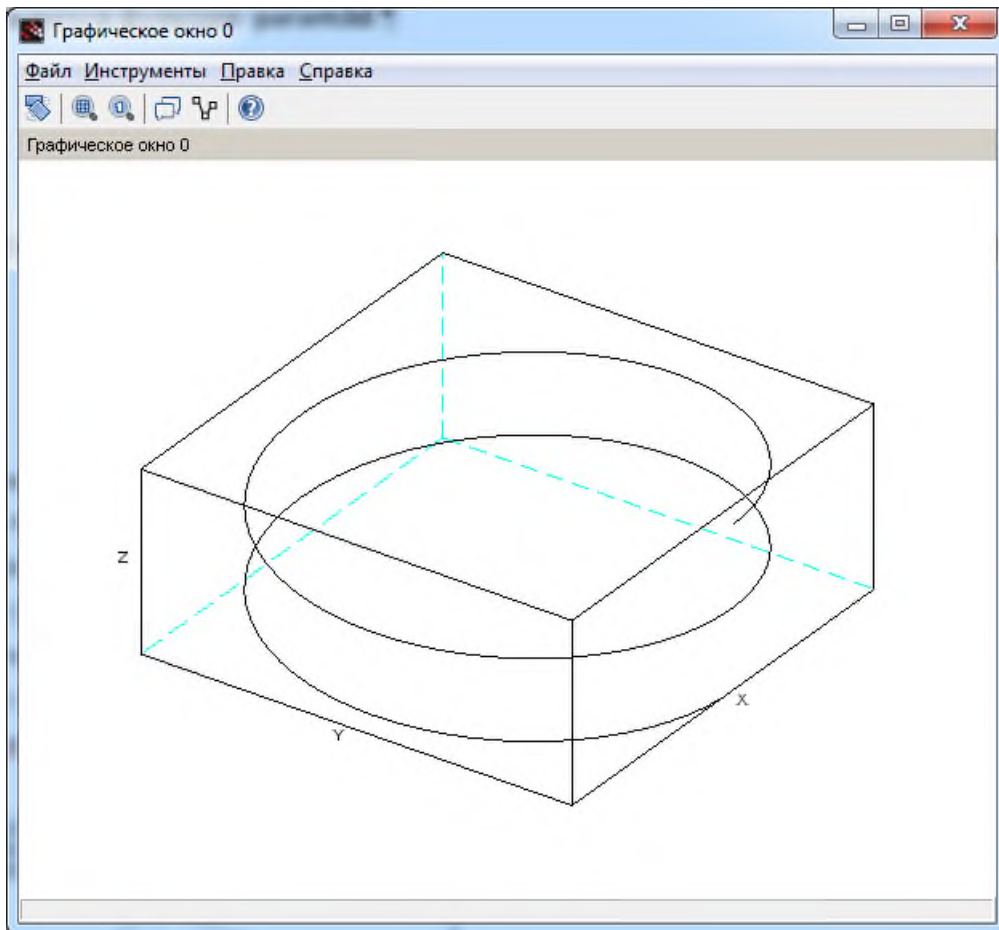 Графическое окно 0
Файл Инструменты Правка Справка
Графическое окно 0
Z
X
Y